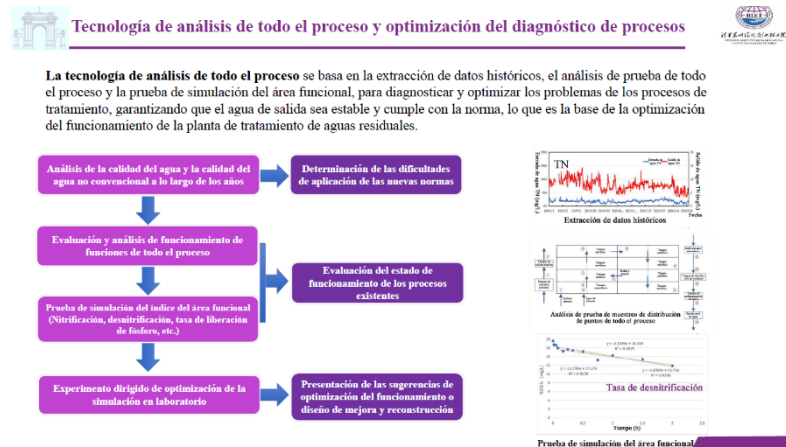 Tecnología de análisis de todo el proceso y optimización del diagnóstico de procesos
La tecnología de análisis de todo el proceso se basa en la extracción de datos históricos, el análisis de prueba de todo
el proceso y la prueba de simulación del área funcional, para diagnosticar y optimizar los problemas de los procesos de
tratamiento, garantizando que el agua de salida sea estable y cumple con la norma, lo que es la base de la optimización
del funcionamiento de la planta de tratamiento de aguas residuales.
Análisis de la calidad del agua y la calidad del
agua no convencional a lo largo de los años
Determinación de las dificultades
de aplicación de las nuevas normas
Evaluación y análisis de funcionamiento de
funciones de todo el proceso
Evaluación del estado de
funcionamiento de los procesos
existentes
Prueba de simulación del índice del área funcional
(Nitrificación, desnitrificación, tasa de liberación
de fósforo, etc.)
Experimento dirigido de optimización de la
simulación en laboratorio
Presentación de las sugerencias de
optimización del funcionamiento o
diseño de mejora y reconstrucción
TN
Fecha
Extracción de datos históricos
Análisis de prueba de muestreo de distribución
de puntos de todo el proceso
Tasa de desnitrificación
Tiempo (h)
Prueba de simulación del área funcional